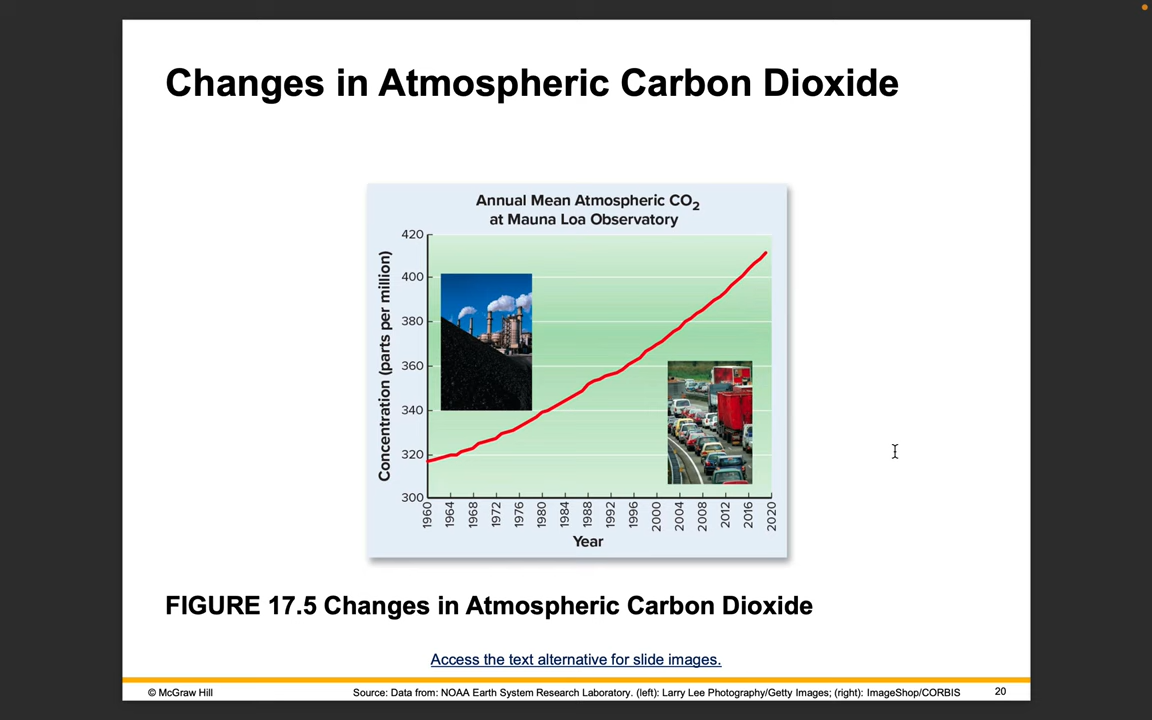 Changes in Atmospheric Carbon Dioxide
Annual Mean Atmospheric CO2
at Mauna Loa Observatory
Concentration (parts per million)
420
400
380
360
340
320
300
1960 1964 1968 1972 1976 1980 1984 1988 1992 1996 2000 2004 2008 2012 2016 2020
Year
FIGURE 17.5 Changes in Atmospheric Carbon Dioxide
Access the text alternative for slide images.
© McGraw Hill Source: Data from: NOAA Earth System Research Laboratory. (left): Larry Lee Photography/Getty Images; (right): ImageShop/CORBIS 20